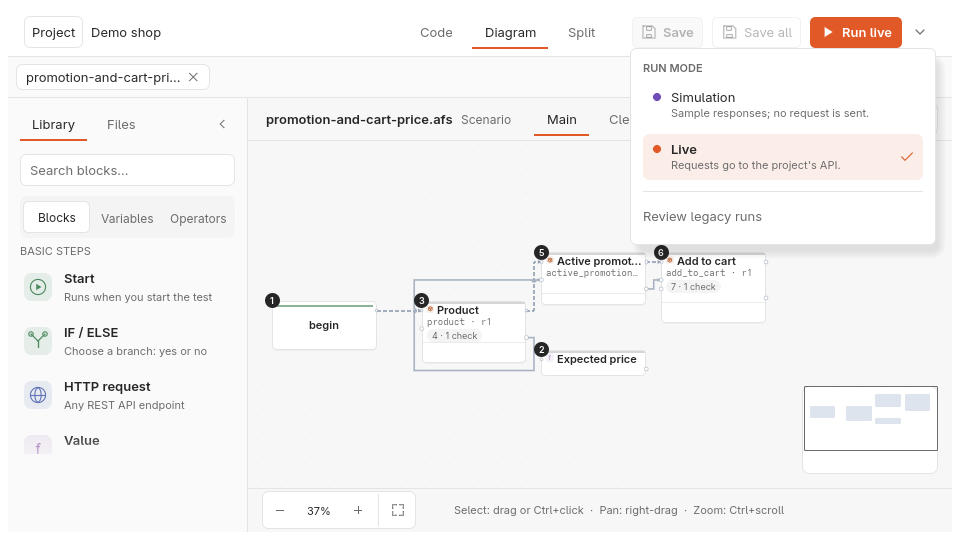 Project
Demo shop
Code
Diagram
Split
Save
Save all
Run live
promotion-and-cart-pri...
RUN MODE
Simulation
Sample responses; no request is sent.
Live
Requests go to the project's API.
Review legacy runs
Library
Files
promotion-and-cart-price.afs
Scenario
Main
Cle
Search blocks...
Blocks
Variables
Operators
BASIC STEPS
Start
Runs when you start the test
IF / ELSE
Choose a branch: yes or no
HTTP request
Any REST API endpoint
Value
f
1
begin
3
Product
product · r1
4 · 1 check
5
Active promot...
active_promotion...
6
Add to cart
add_to_cart · r1
7 · 1 check
2
Expected price
37%
Select: drag or Ctrl+click · Pan: right-drag · Zoom: Ctrl+scroll